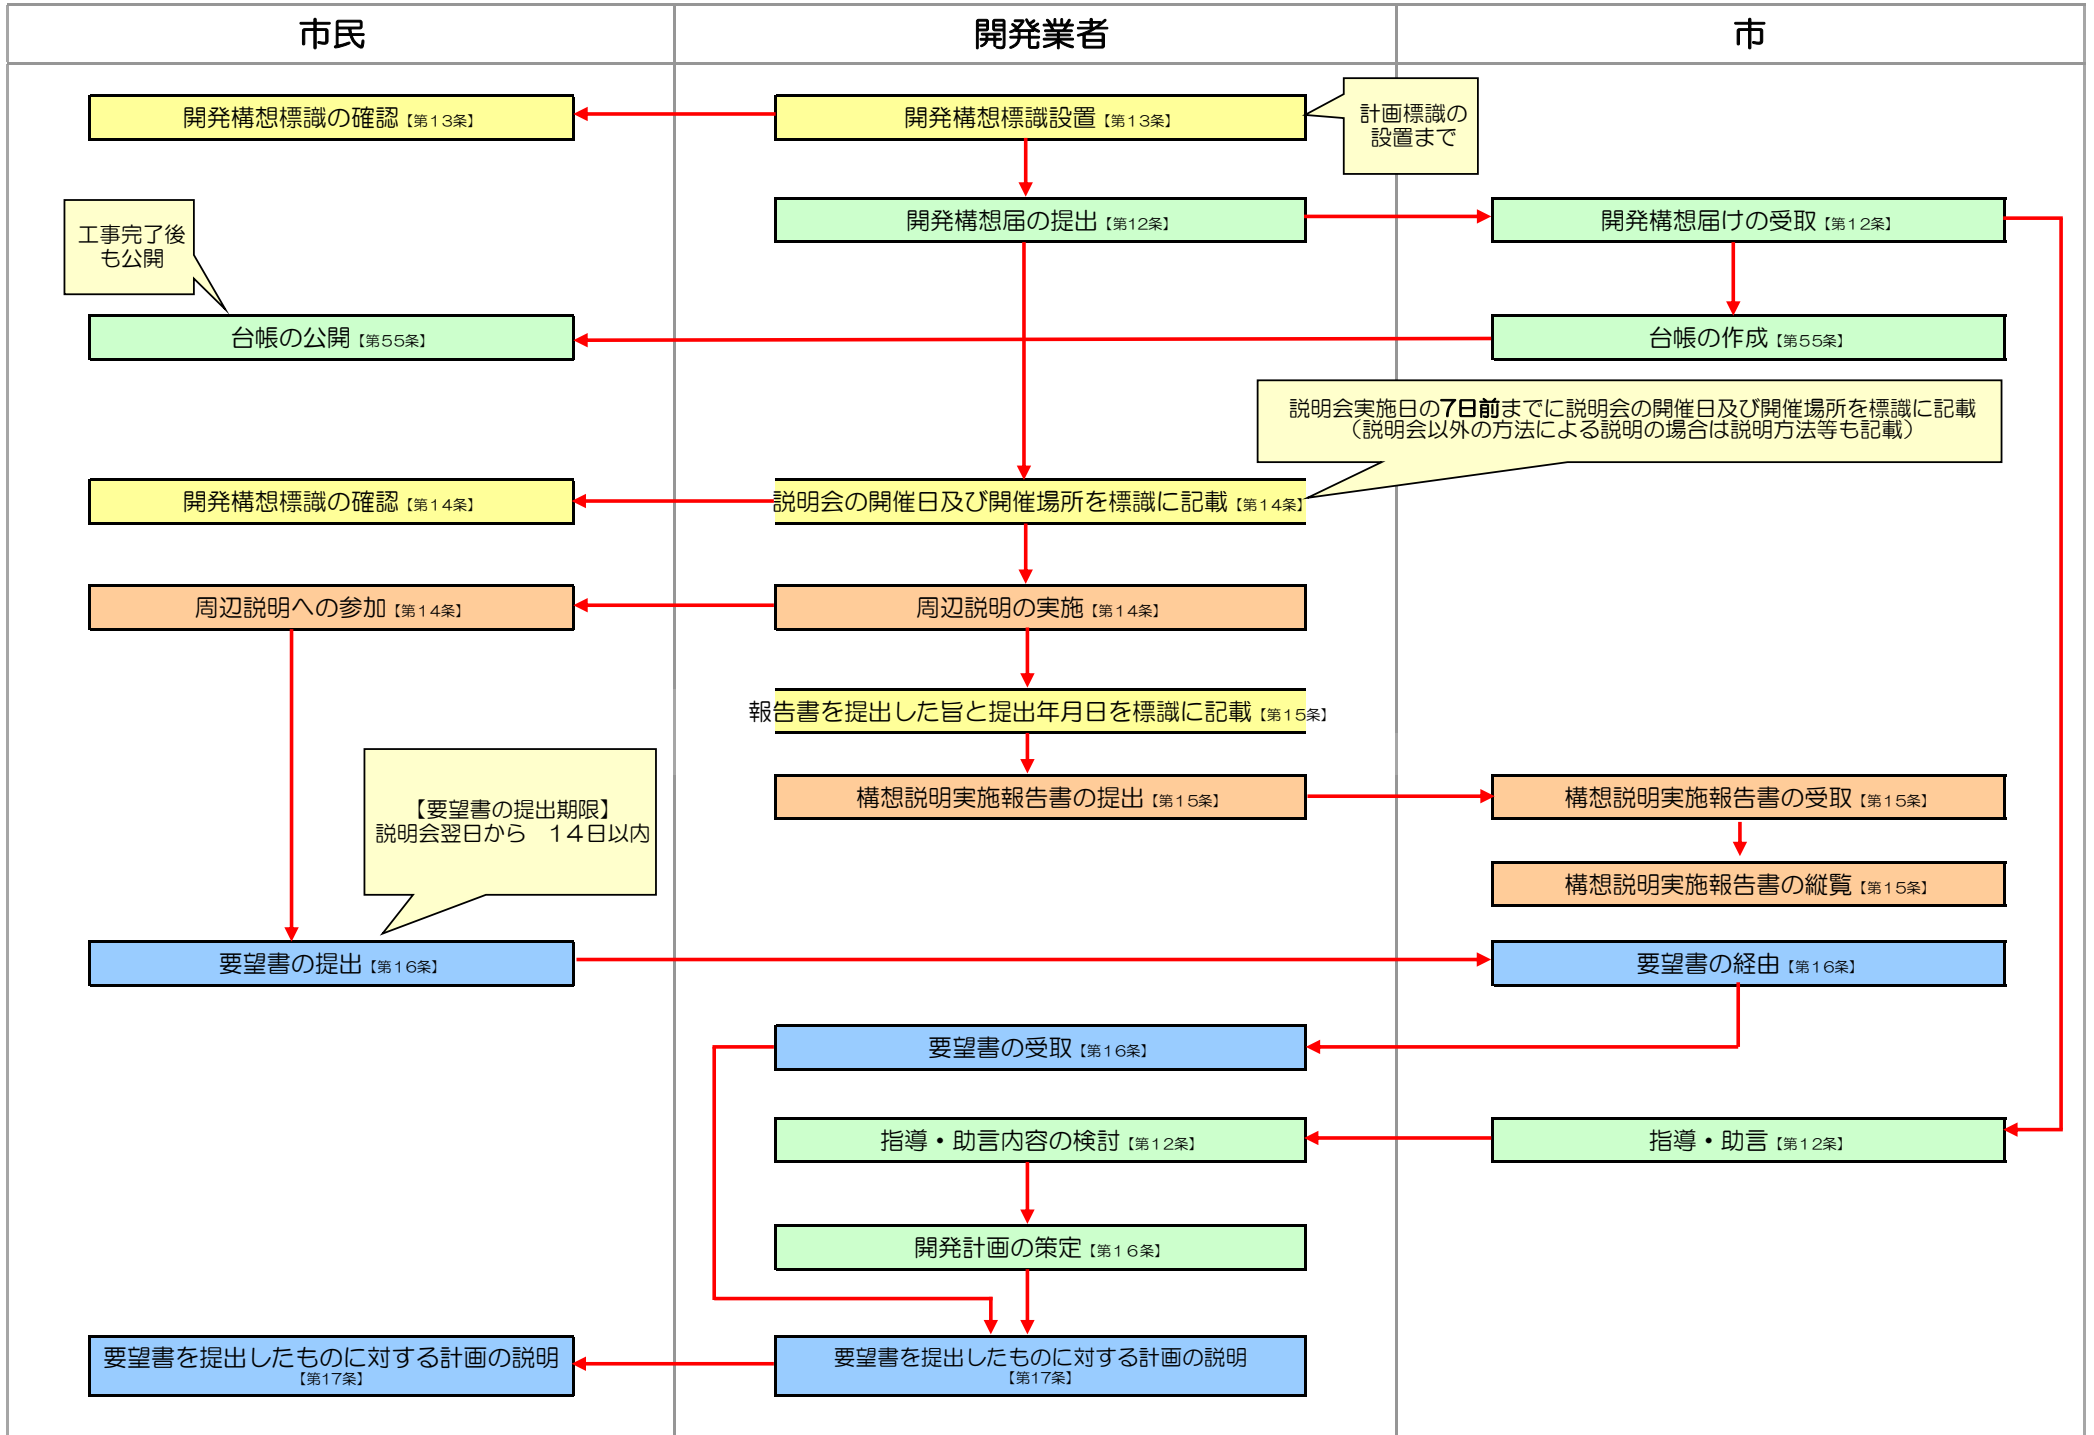 市民
開発業者
市
開発構想標識の確認【第13条】
開発構想標識設置【第13条】
計画標識の
設置まで
開発構想届の提出【第12条】
開発構想届けの受取【第12条】
工事完了後
も公開
台帳の公開【第55条】
台帳の作成【第55条】
説明会実施日の7日前までに説明会の開催日及び開催場所を標識に記載
（説明会以外の方法による説明の場合は説明方法等も記載）
開発構想標識の確認【第14条】
説明会の開催日及び開催場所を標識に記載【第14条】
周辺説明への参加【第14条】
周辺説明の実施【第14条】
報告書を提出した旨と提出年月日を標識に記載【第15条】
【要望書の提出期限】
説明会翌日から　14日以内
構想説明実施報告書の提出【第15条】
構想説明実施報告書の受取【第15条】
構想説明実施報告書の縦覧【第15条】
要望書の提出【第16条】
要望書の経由【第16条】
要望書の受取【第16条】
指導・助言内容の検討【第12条】
指導・助言【第12条】
開発計画の策定【第16条】
要望書を提出したものに対する計画の説明
【第17条】
要望書を提出したものに対する計画の説明
【第17条】